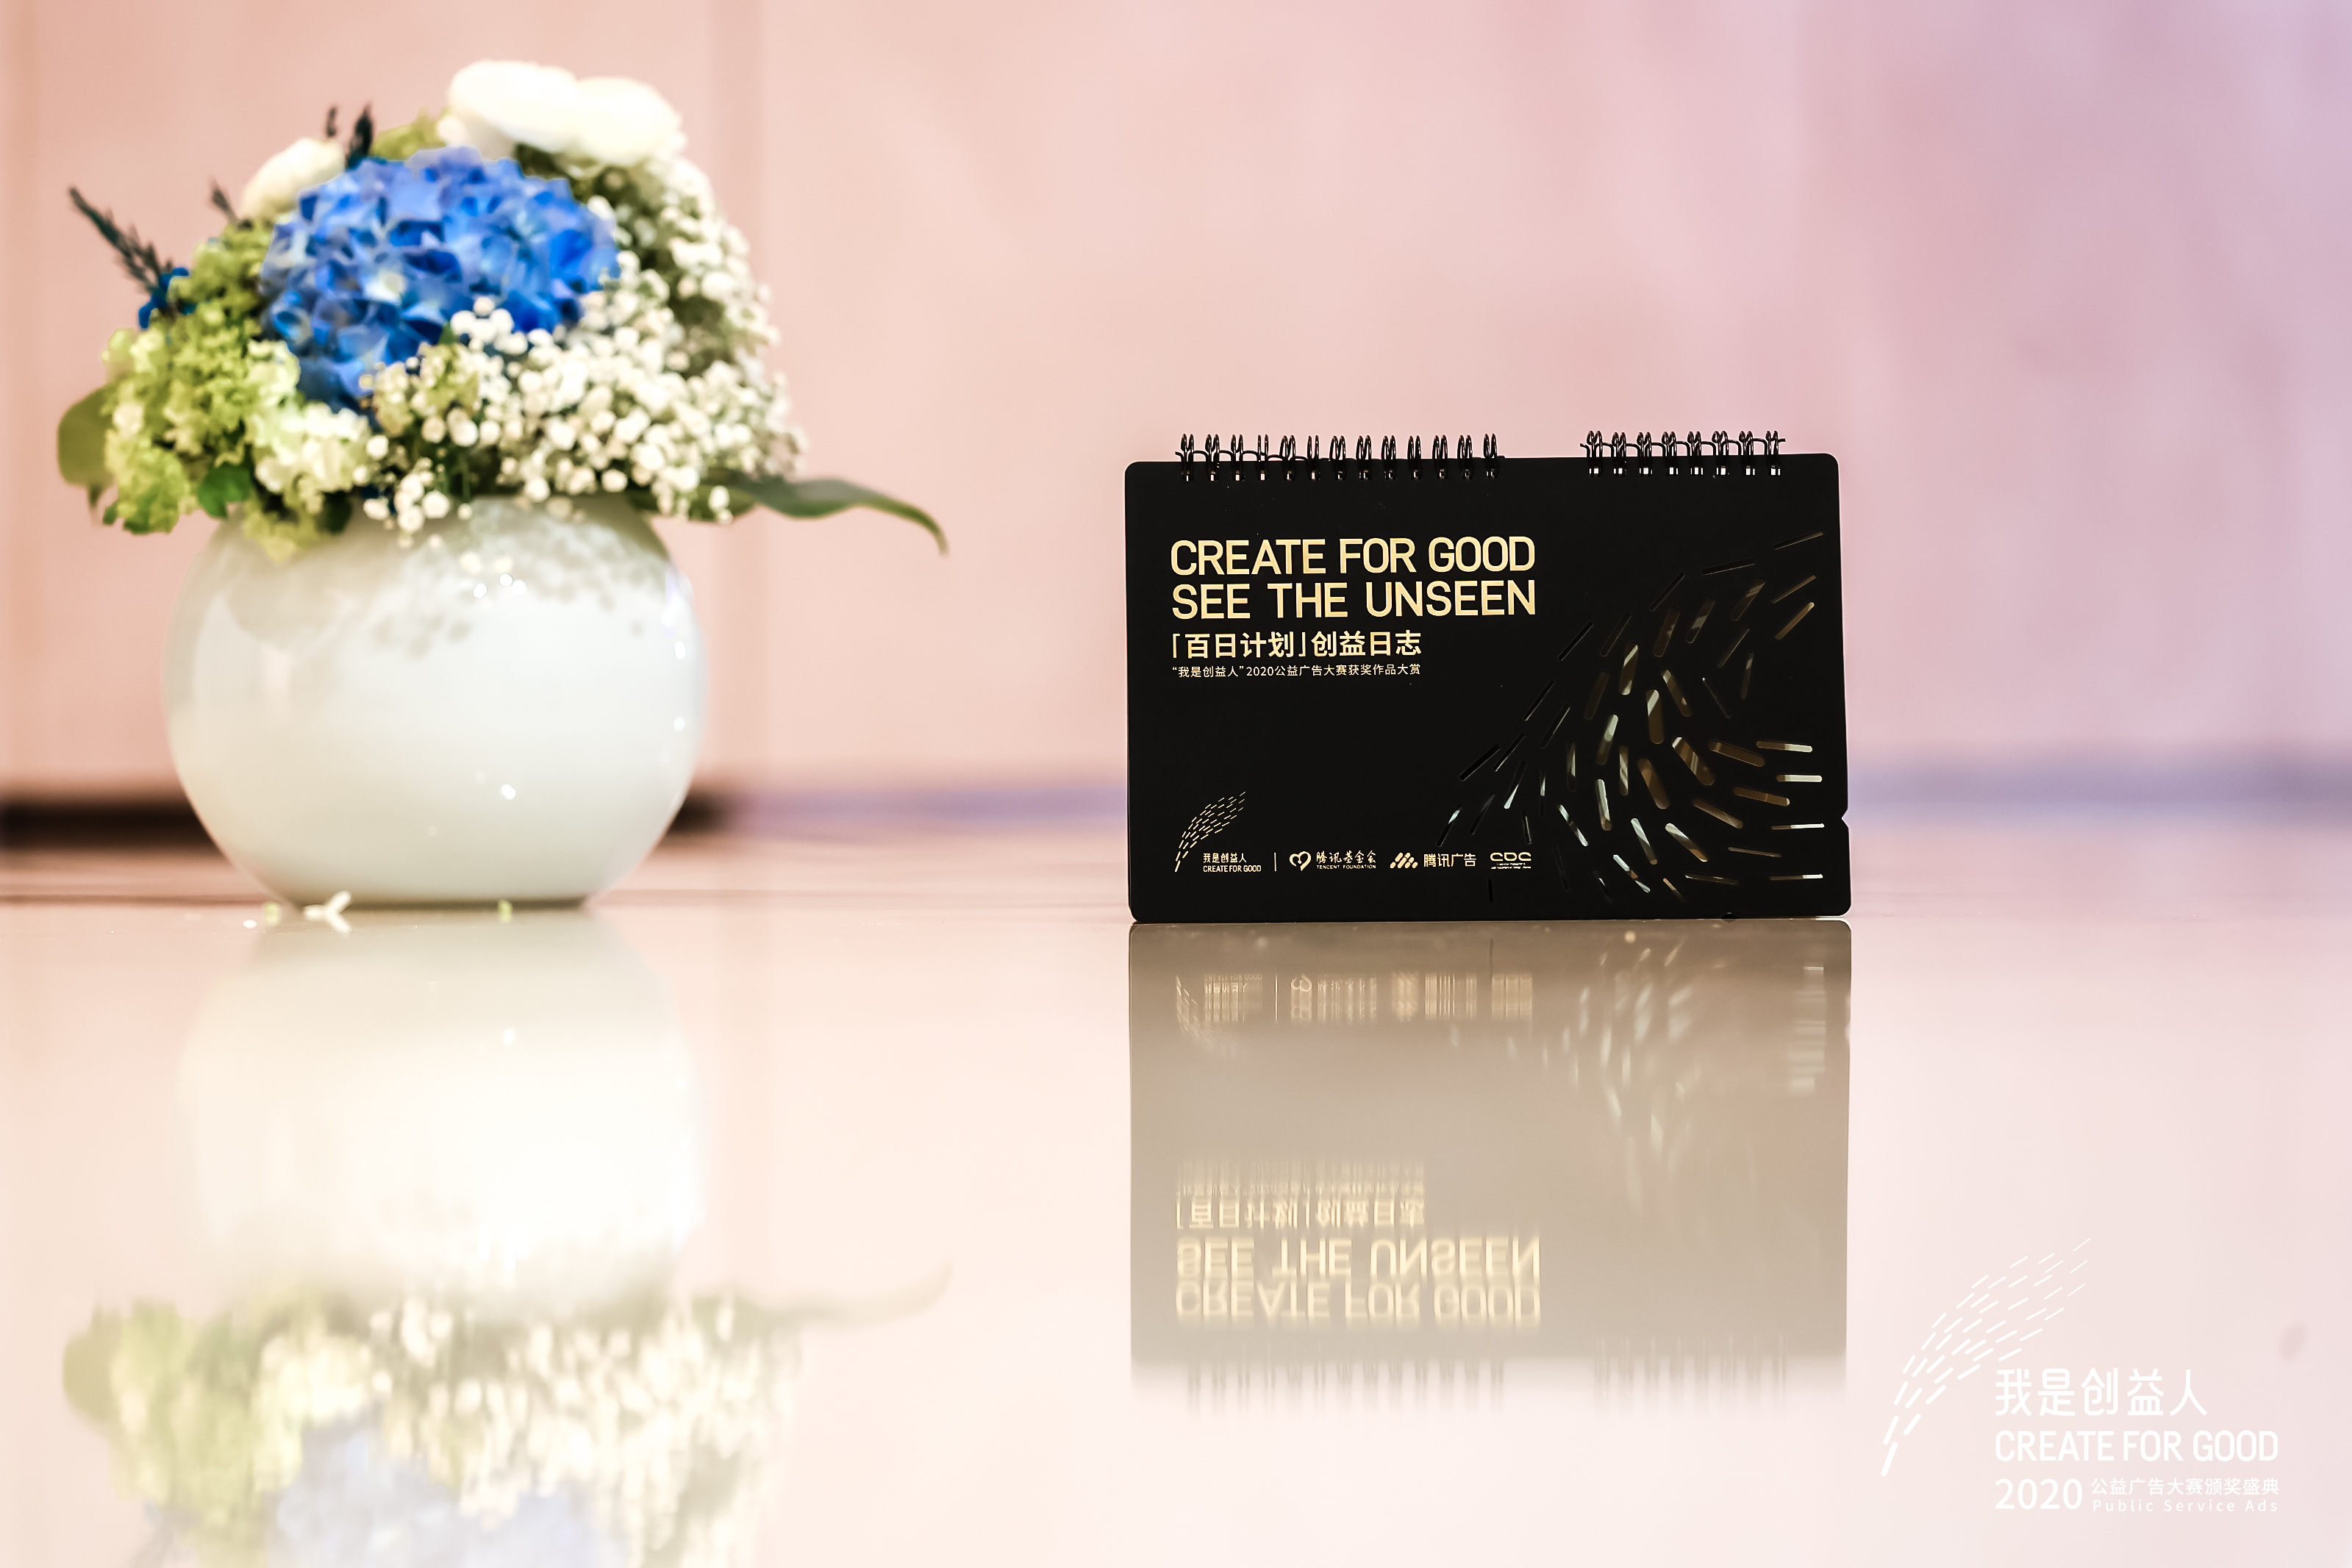 CREATE FOR GOOD
SEE THE UNSEEN
「百日计划」创益日志
“我是创益人”2020公益广告大赛获奖作品大赏
我是创益人
CREATE FOR GOOD
腾讯基金会
TENCENT FOUNDATION
腾讯广告
CDC
我是创益人
CREATE FOR GOOD
2020 公益广告大赛颁奖盛典
Public Service Ads